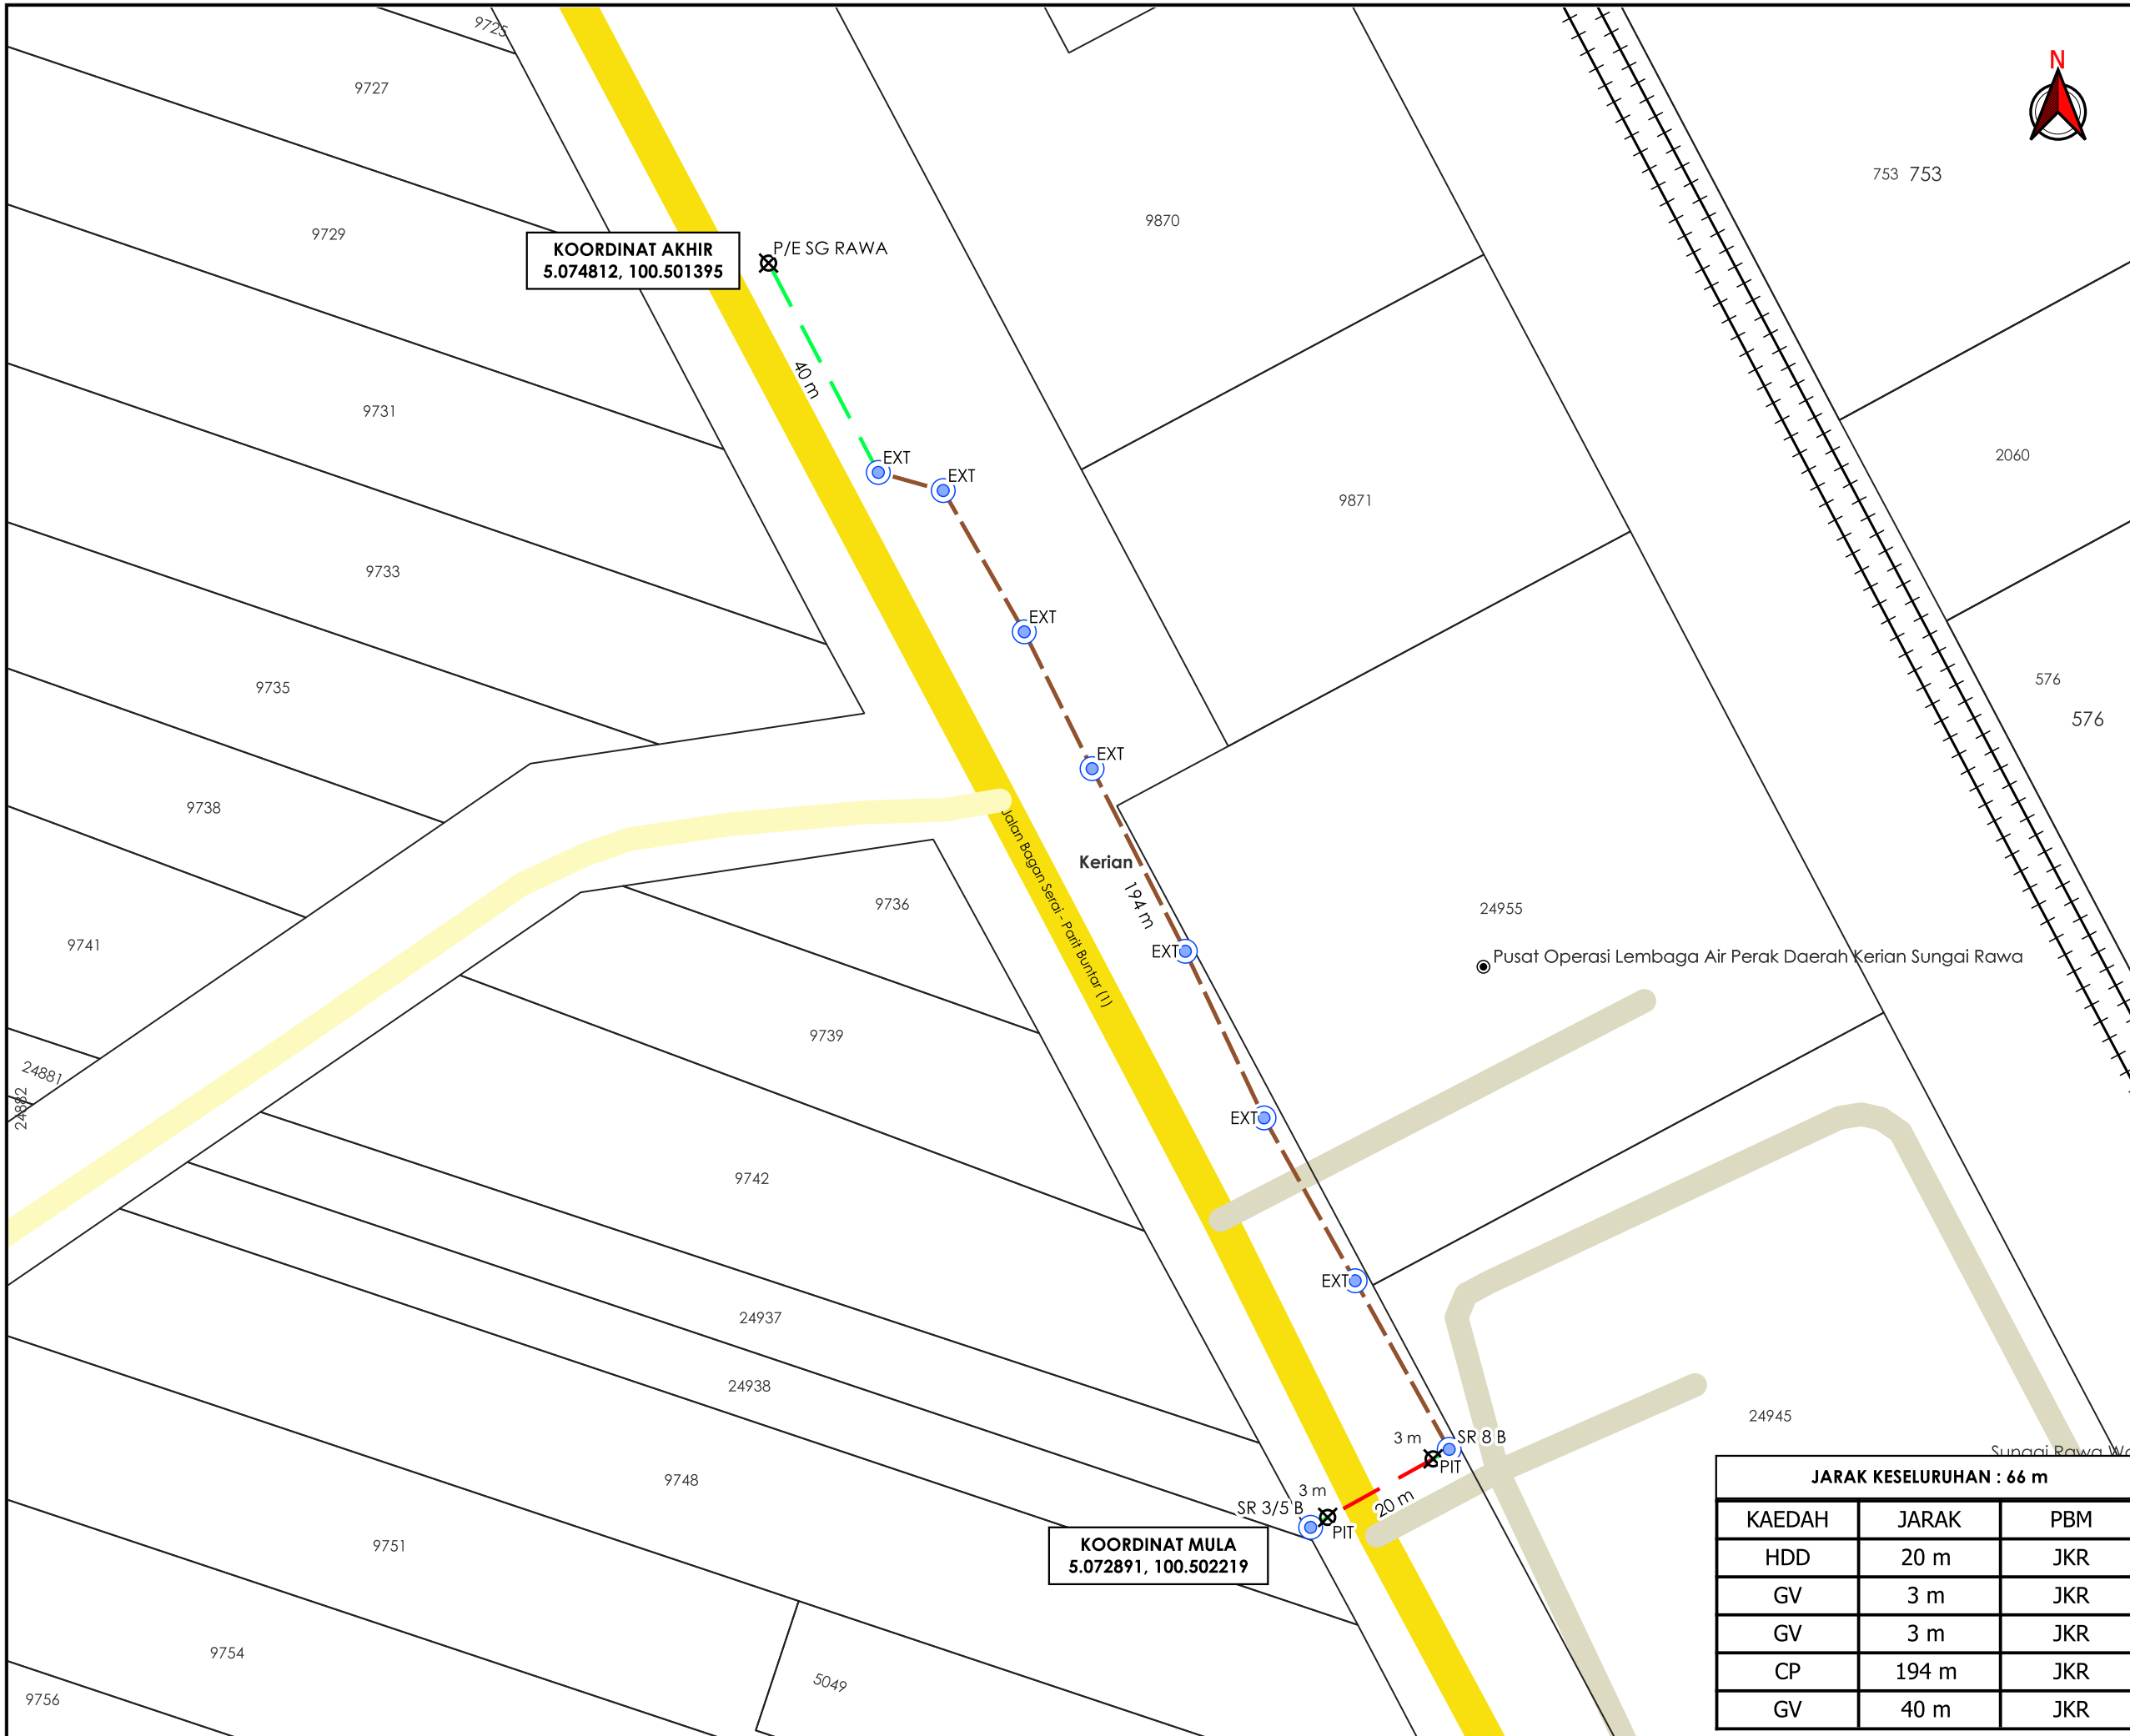 9725
N
9727
753 753
9870
9729
KOORDINAT AKHIR
5.074812, 100.501395
P/E SG RAWA
40 m
9731
EXT
EXT
2060
9871
9733
EXT
576
576
9735
EXT
9738
Jalan Bagan Serai - Parit Buntar (1)
Kerian
194 m
9736
24955
9741
EXT
Pusat Operasi Lembaga Air Perak Daerah Kerian Sungai Rawa
9739
24881
24882
EXT
9742
EXT
24937
24938
24945
3 m
SR 8 B
PIT
Sungai Rawa
9748
3 m
20 m
SR 3/5 B
PIT
KOORDINAT MULA
5.072891, 100.502219
9751
9754
5049
9756
JARAK KESELURUHAN : 66 m
KAEDAH JARAK PBM
HDD 20 m JKR
GV 3 m JKR
GV 3 m JKR
CP 194 m JKR
GV 40 m JKR